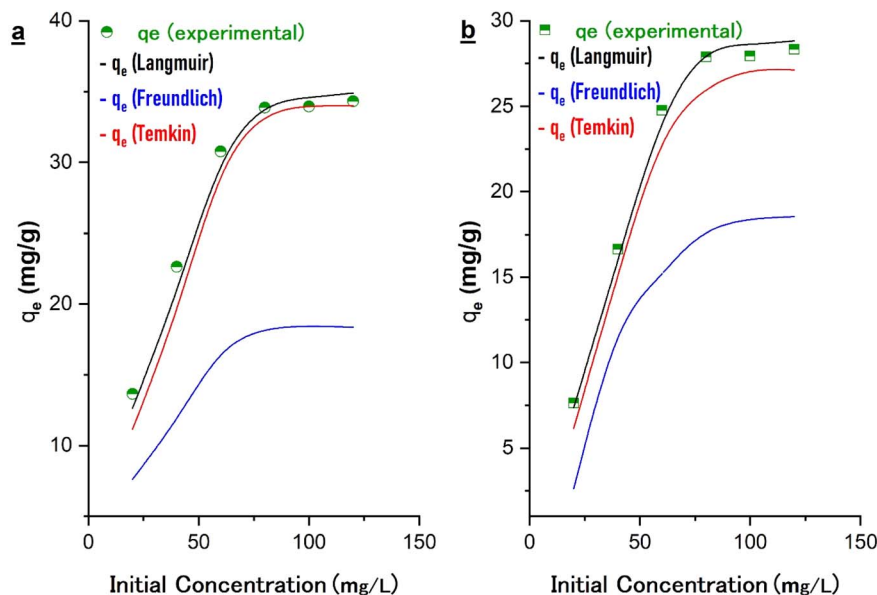 a
qe (experimental)
- qe (Langmuir)
- qe (Freundlich)
- qe (Temkin)
40
30
20
10
qe (mg/g)
0
50
100
150
Initial Concentration (mg/L)
b
qe (experimental)
- qe (Langmuir)
- qe (Freundlich)
- qe (Temkin)
30
25
20
15
10
5
qe (mg/g)
0
50
100
150
Initial Concentration (mg/L)